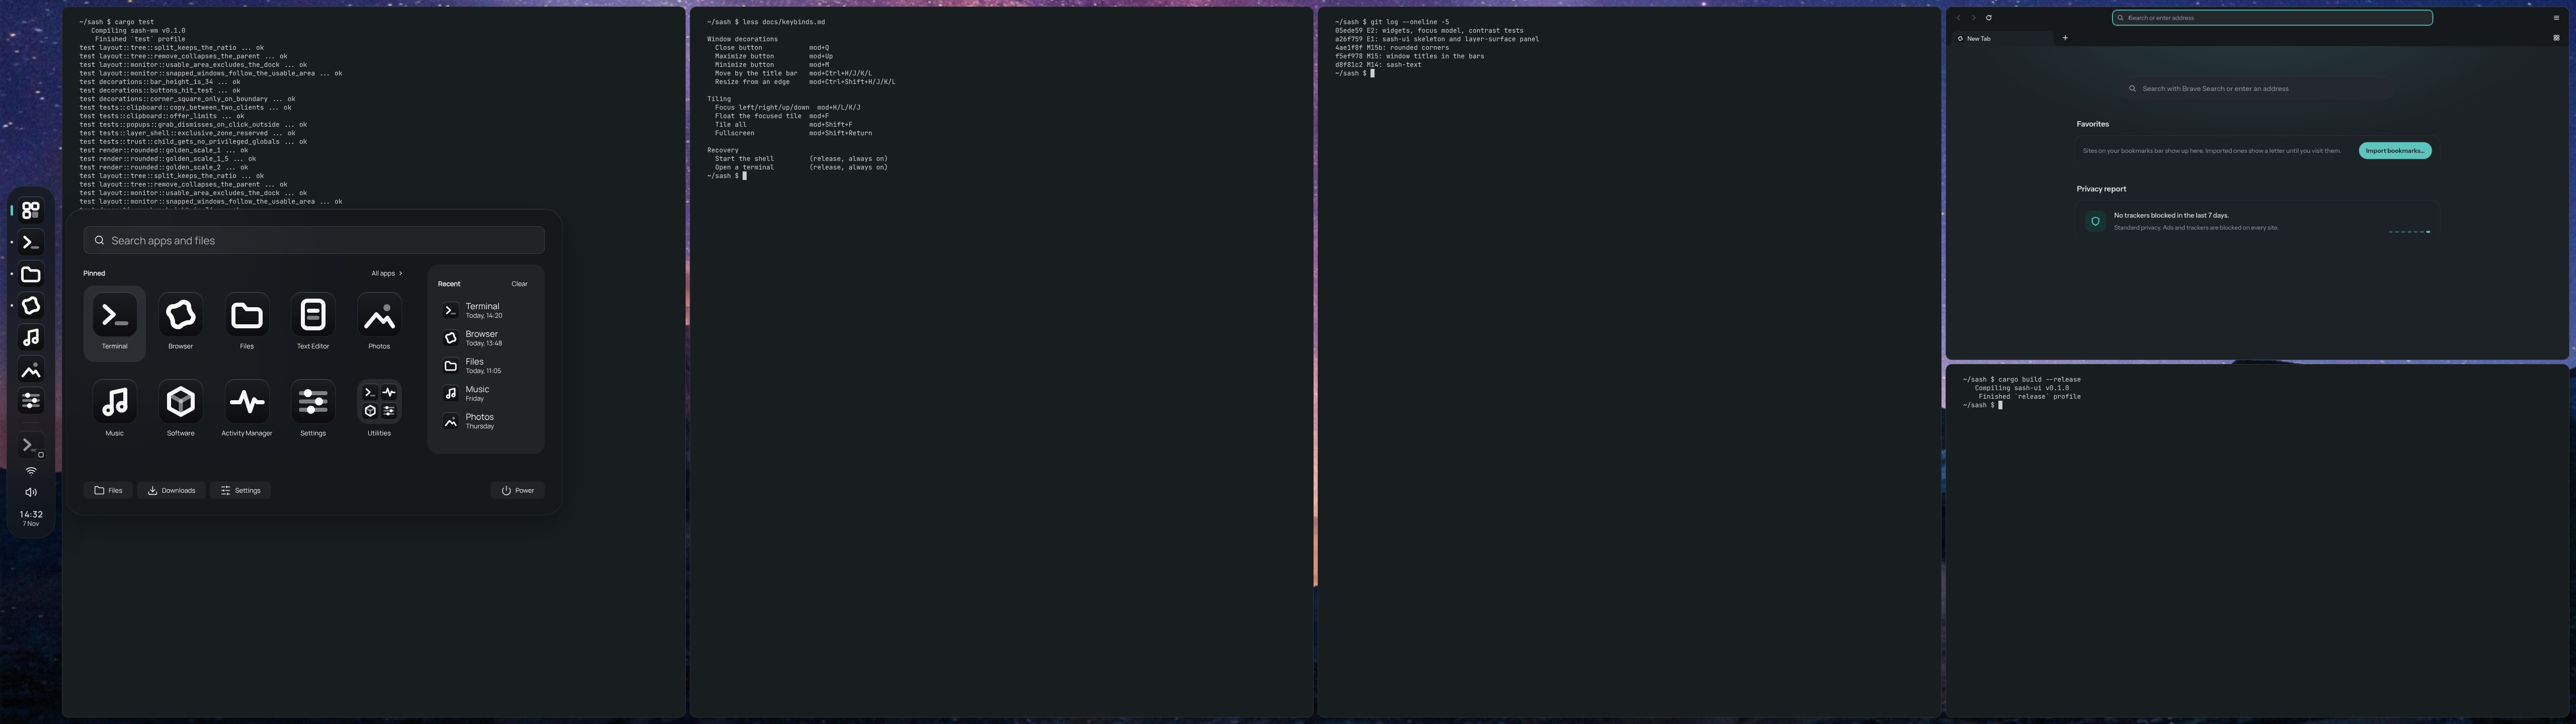 ~/sash $ cargo test
Compiling sash-wm v0.1.0
Finished `test` profile
test layout::tree::split_keeps_the_ratio ... ok
test layout::tree::remove_collapses_the_parent ... ok
test layout::monitor::usable_area_excludes_the_dock ... ok
test layout::monitor::snapped_windows_follow_the_usable_area ... ok
test decorations::bar_height_is_34 ... ok
test decorations::buttons_hit_test ... ok
test decorations::corner_square_only_on_boundary ... ok
test tests::clipboard::copy_between_two_clients ... ok
test tests::clipboard::offer_limits ... ok
test tests::popups::grab_dismisses_on_click_outside ... ok
test tests::layer_shell::exclusive_zone_reserved ... ok
test tests::trust::child_gets_no_privileged_globals ... ok
test render::rounded::golden_scale_1 ... ok
test render::rounded::golden_scale_1_5 ... ok
test render::rounded::golden_scale_2 ... ok
test layout::tree::split_keeps_the_ratio ... ok
test layout::tree::remove_collapses_the_parent ... ok
test layout::monitor::usable_area_excludes_the_dock ... ok
test layout::monitor::snapped_windows_follow_the_usable_area ... ok
Search apps and files
Pinned
All apps
Terminal
Browser
Files
Text Editor
Photos
Music
Software
Activity Manager
Settings
Utilities
Recent
Clear
Terminal
Today, 14:20
Browser
Today, 13:48
Files
Today, 11:05
Music
Friday
Photos
Thursday
Files
Downloads
Settings
Power
14:32
7 Nov
~/sash $ less docs/keybinds.md
Window decorations
Close button mod+Q
Maximize button mod+Up
Minimize button mod+M
Move by the title bar mod+Ctrl+H/J/K/L
Resize from an edge mod+Ctrl+Shift+H/J/K/L
Tiling
Focus left/right/up/down mod+H/L/K/J
Float the focused tile mod+F
Tile all mod+Shift+F
Fullscreen mod+Shift+Return
Recovery
Start the shell (release, always on)
Open a terminal (release, always on)
~/sash $
~/sash $ git log --oneline -5
05ede59 E2: widgets, focus model, contrast tests
a26f759 E1: sash-ui skeleton and layer-surface panel
4ae1f8f M15b: rounded corners
f5ef978 M15: window titles in the bars
d8f81c2 M14: sash-text
~/sash $
Search or enter address
New Tab
Search with Brave Search or enter an address
Favorites
Sites on your bookmarks bar show up here. Imported ones show a letter until you visit them.
Import bookmarks...
Privacy report
No trackers blocked in the last 7 days.
Standard privacy. Ads and trackers are blocked on every site.
~/sash $ cargo build --release
Compiling sash-ui v0.1.0
Finished `release` profile
~/sash $